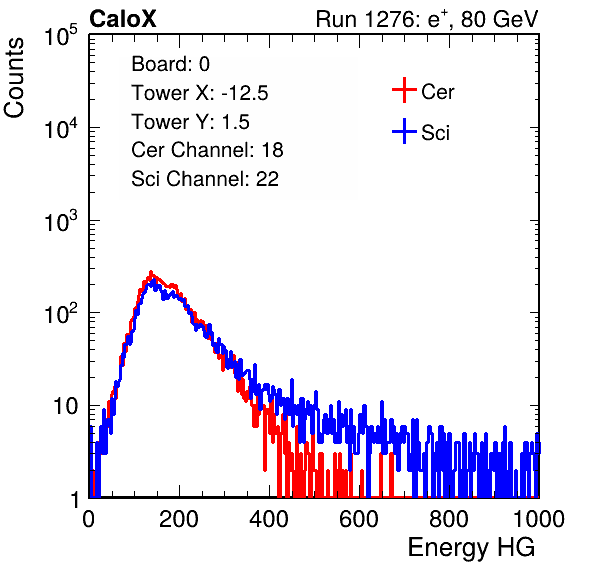 CaloX Run 1276: e⁺, 80 GeV
Counts
10⁵
10⁴
10³
10²
10
1
Board: 0
Tower X: -12.5
Tower Y: 1.5
Cer Channel: 18
Sci Channel: 22
Cer
Sci
0 200 400 600 800 1000
Energy HG